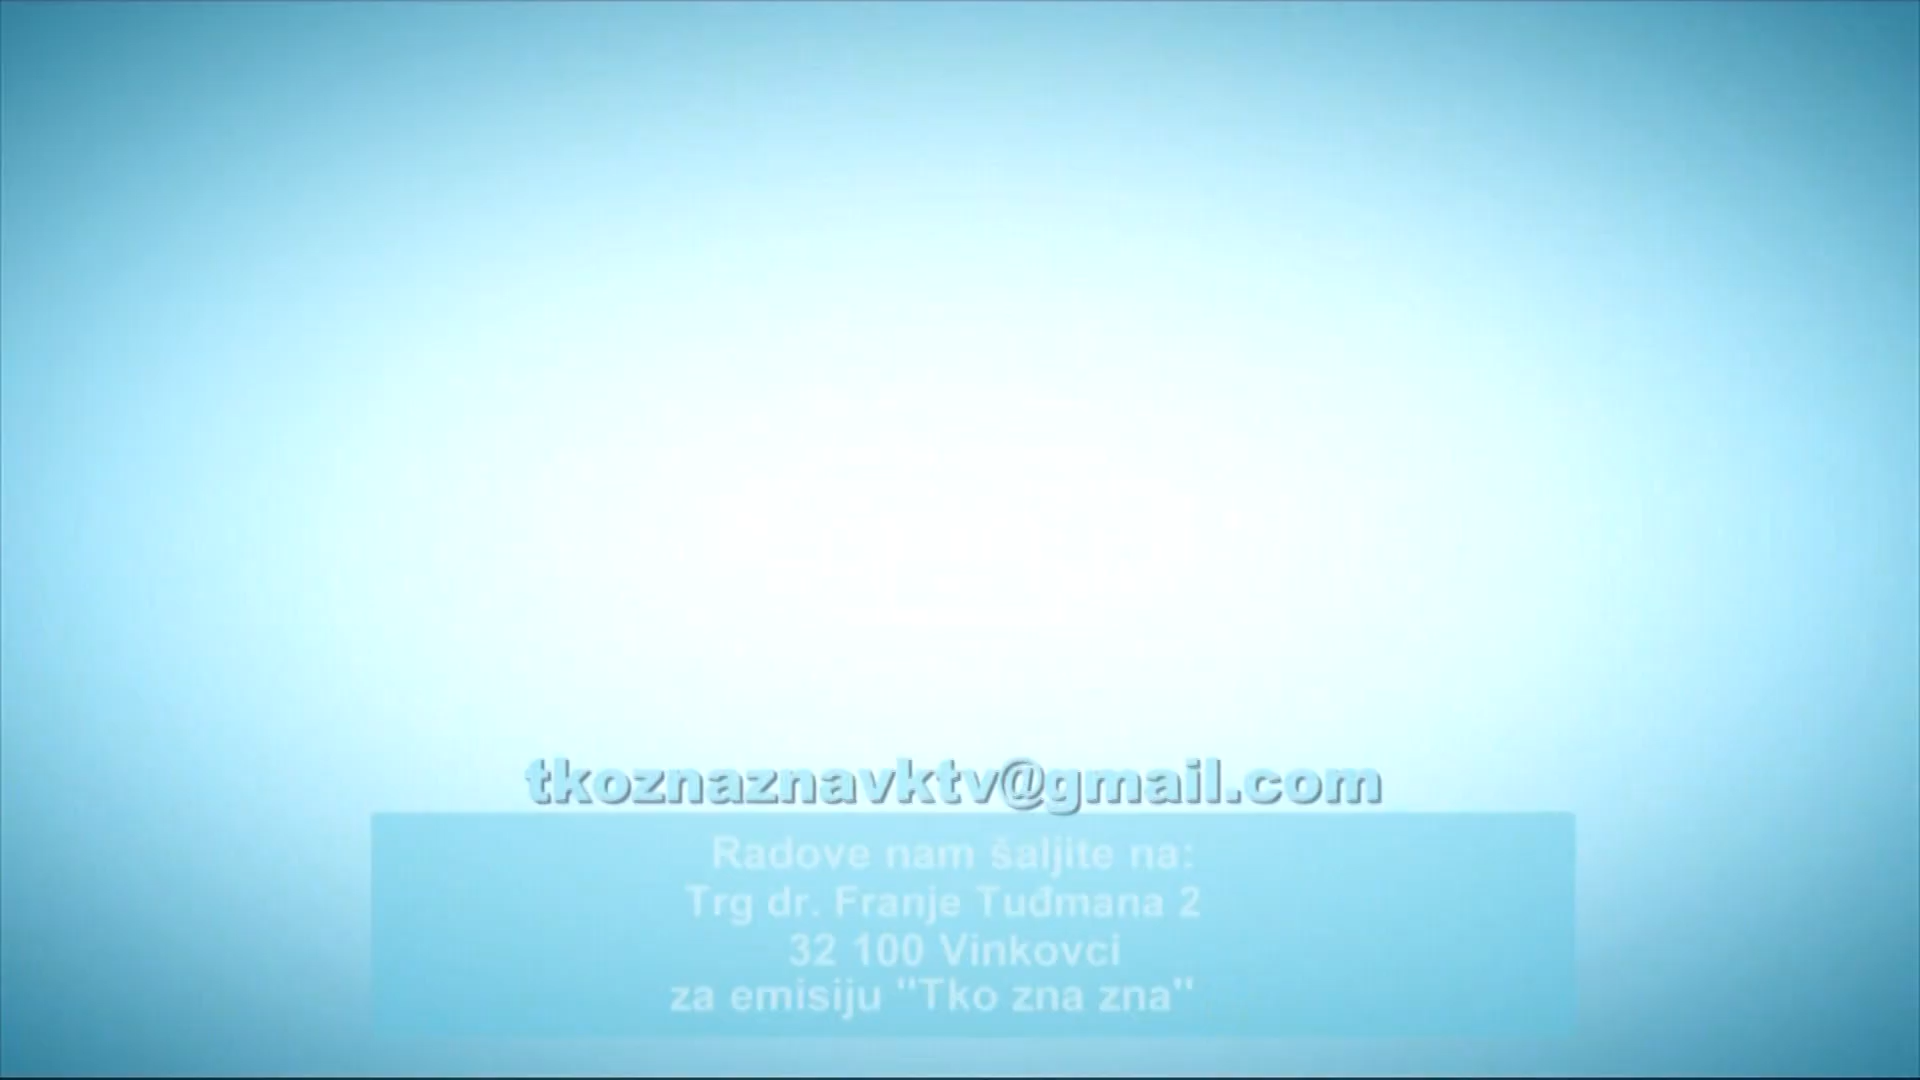 tkoznaznavktv@gmail.com
Radove nam šaljite na:
Trg dr. Franje Tuđmana 2
32 100 Vinkovci
za emisiju "Tko zna zna"